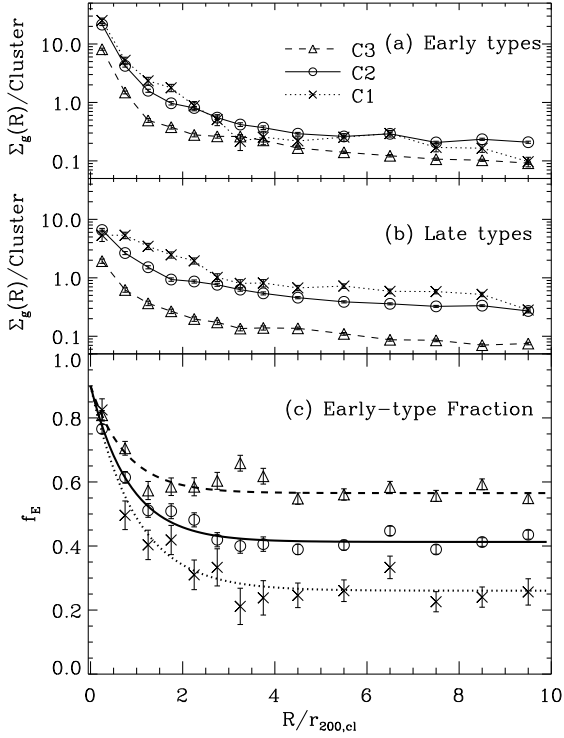 (a) Early types
C3
C2
C1
10.0
1.0
0.1
Σg(R)/Cluster
(b) Late types
10.0
1.0
0.1
Σg(R)/Cluster
(c) Early-type Fraction
1.0
0.8
0.6
0.4
0.2
0.0
fE
0 2 4 6 8 10
R/r200,cl